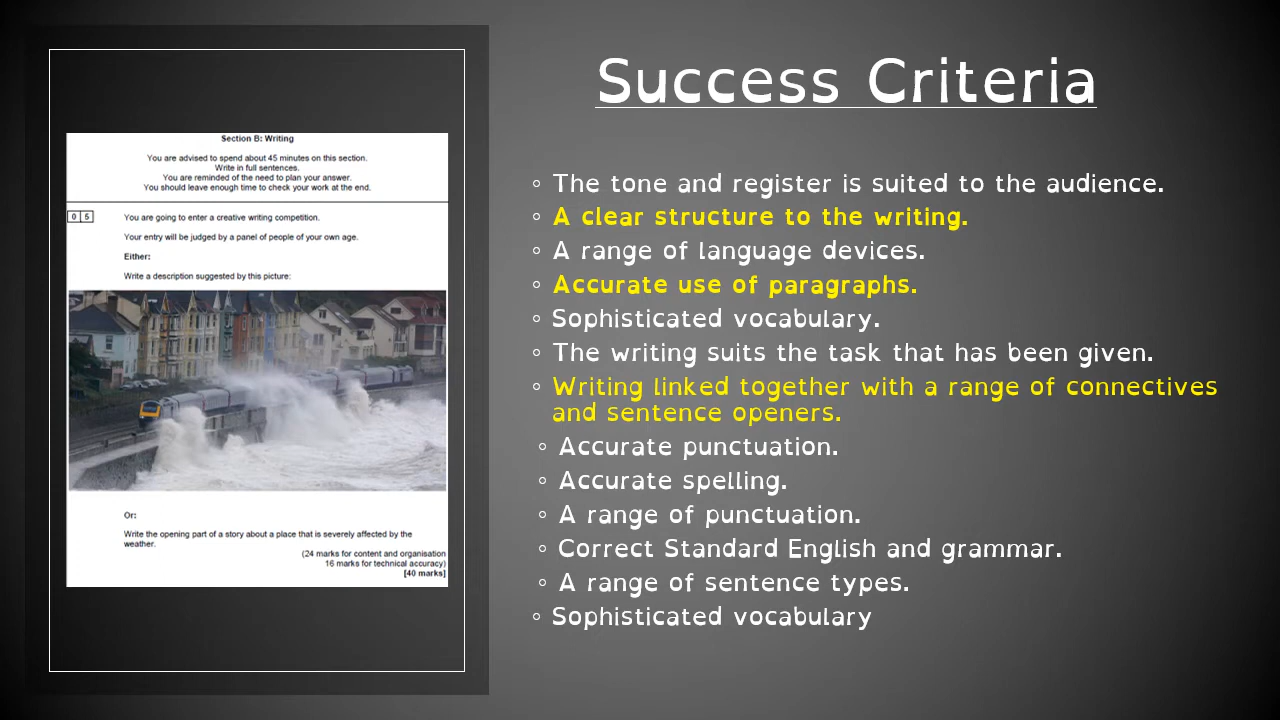 Section B: Writing
You are advised to spend about 45 minutes on this section.
Write in full sentences.
You are reminded of the need to plan your answer.
You should leave enough time to check your work at the end.
0 5
You are going to enter a creative writing competition.
Your entry will be judged by a panel of people of your own age.
Either:
Write a description suggested by this picture:
Or:
Write the opening part of a story about a place that is severely affected by the
weather.
(24 marks for content and organisation
16 marks for technical accuracy)
[40 marks]
Success Criteria
The tone and register is suited to the audience.
A clear structure to the writing.
A range of language devices.
Accurate use of paragraphs.
Sophisticated vocabulary.
The writing suits the task that has been given.
Writing linked together with a range of connectives
and sentence openers.
Accurate punctuation.
Accurate spelling.
A range of punctuation.
Correct Standard English and grammar.
A range of sentence types.
Sophisticated vocabulary